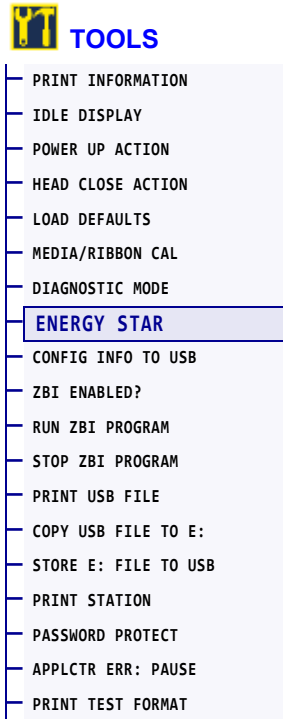 TOOLS
PRINT INFORMATION
IDLE DISPLAY
POWER UP ACTION
HEAD CLOSE ACTION
LOAD DEFAULTS
MEDIA/RIBBON CAL
DIAGNOSTIC MODE
ENERGY STAR
CONFIG INFO TO USB
ZBI ENABLED?
RUN ZBI PROGRAM
STOP ZBI PROGRAM
PRINT USB FILE
COPY USB FILE TO E:
STORE E: FILE TO USB
PRINT STATION
PASSWORD PROTECT
APPLCTR ERR: PAUSE
PRINT TEST FORMAT